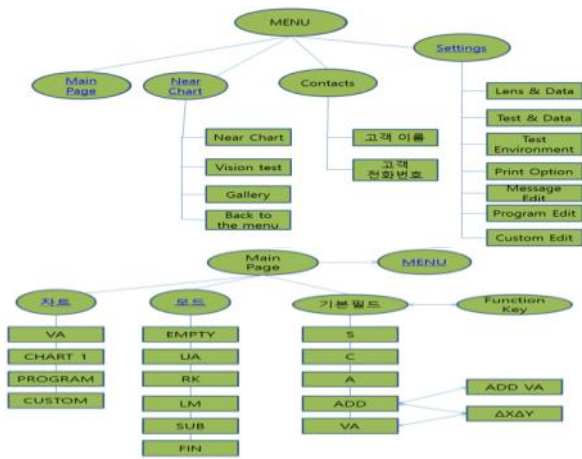 MENU
Main
Page
Near
Chart
Contacts
Settings
Near Chart
Vision test
Gallery
Back to
the menu
고객 이름
고객
전화번호
Lens & Data
Test & Data
Test
Environment
Print Option
Message
Edit
Program Edit
Custom Edit
Main
Page
MENU
차트
모드
기본필드
Function
Key
VA
CHART 1
PROGRAM
CUSTOM
EMPTY
UA
RK
LM
SUB
FIN
S
C
A
ADD
VA
ADD VA
ΔXΔY